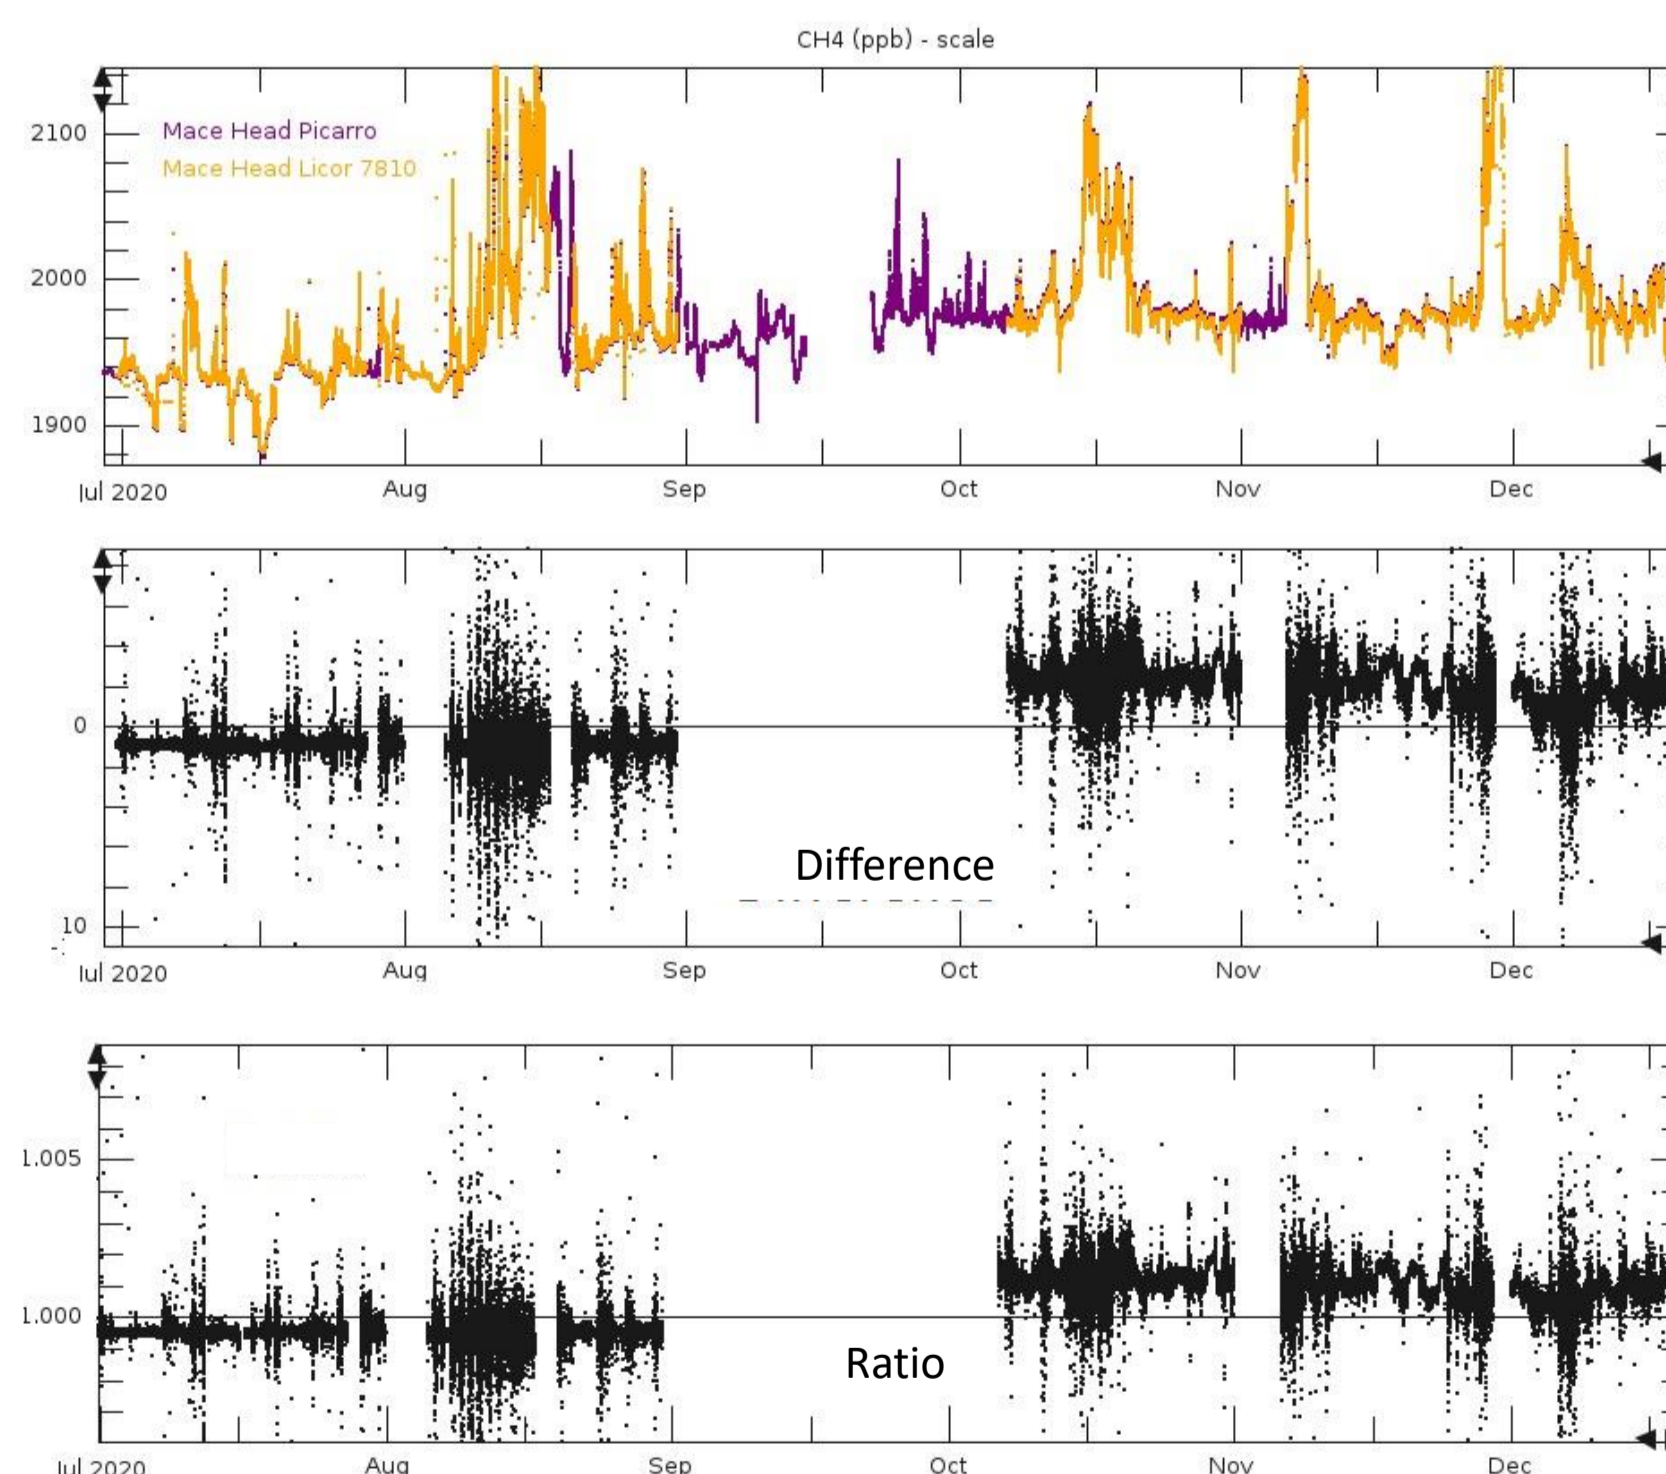 CH4 (ppb) - scale
Mace Head Picarro
Mace Head Licor 7810
2100
2000
1900
Jul 2020 Aug Sep Oct Nov Dec
0
Difference
10
Jul 2020 Aug Sep Oct Nov Dec
1.005
1.000
Ratio
Jul 2020 Aug Sep Oct Nov Dec